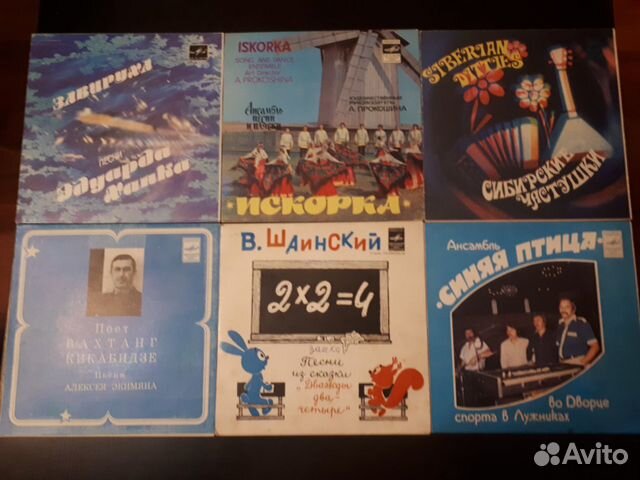 ЗАВИРУХА
ПЕСНИ
Эдуарда
Ханка
ISKORKA
SONG AND DANCE
ENSEMBLE
Art Director
A. PROKOSHINA
Ансамбль
песни
и пляски
ХУДОЖЕСТВЕННЫЙ
РУКОВОДИТЕЛЬ
А. ПРОКОШИНА
·ИСКОРКА·
SIBERIAN
DITTIES
СИБИРСКИЕ
ЧАСТУШКИ
Поет
ВАХТАНГ
КИКАБИДЗЕ
Песни
АЛЕКСЕЯ ЭКИМЯНА
В. ШАИНСКИЙ
2×2=4
Песни
из сказки
„Дважды
два-
четыре"
Ансамбль
·СИНЯЯ ПТИЦА·
во Дворце
спорта в Лужниках
Avito